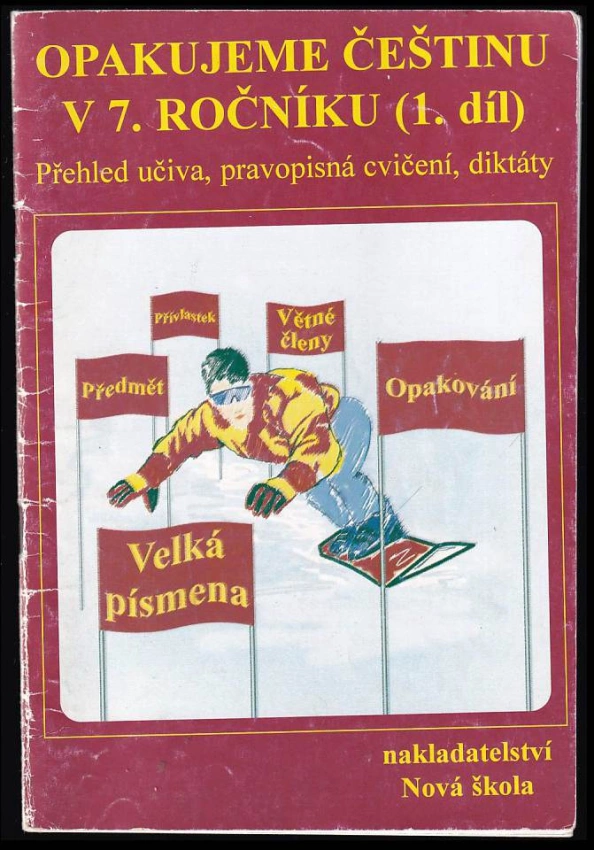 OPAKUJEME ČEŠTINU
V 7. ROČNÍKU (1. díl)
Přehled učiva, pravopisná cvičení, diktáty
Přívlastek
Větné
členy
Předmět
Opakování
Velká
písmena
nakladatelství
Nová škola